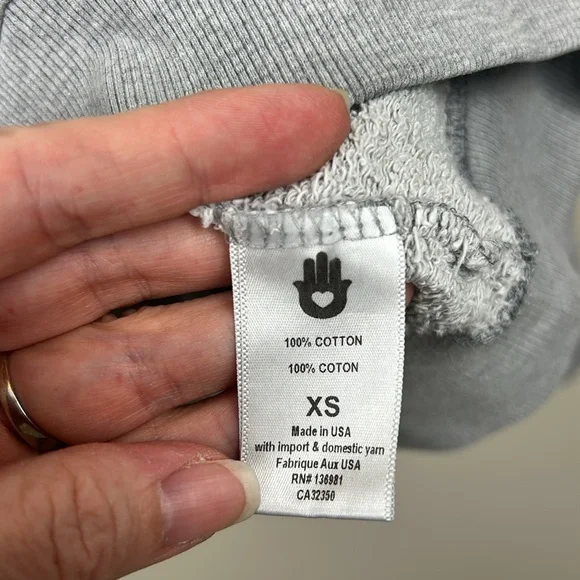 100% COTTON
100% COTON
XS
Made in USA
with import & domestic yarn
Fabrique Aux USA
RN# 136981
CA32350